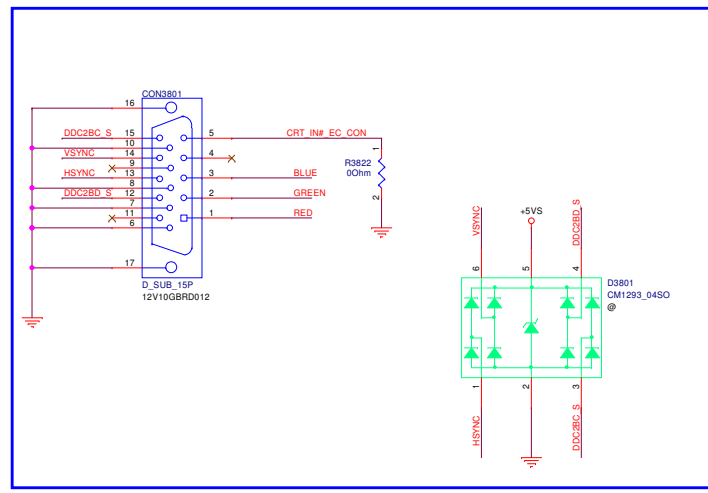 CON3801
16
DDC2BC_S 15 5 CRT_IN#_EC_CON
10
VSYNC 14 4
9
HSYNC 13 3 BLUE
8
DDC2BD_S 12 2 GREEN
7
11 1 RED
6
17
D_SUB_15P
12V10GBRD012
1
R3822
0Ohm
2
VSYNC
+5VS
DDC2BD_S
6 5 4
D3801
CM1293_04SO
@
1 2 3
HSYNC
DDC2BC_S